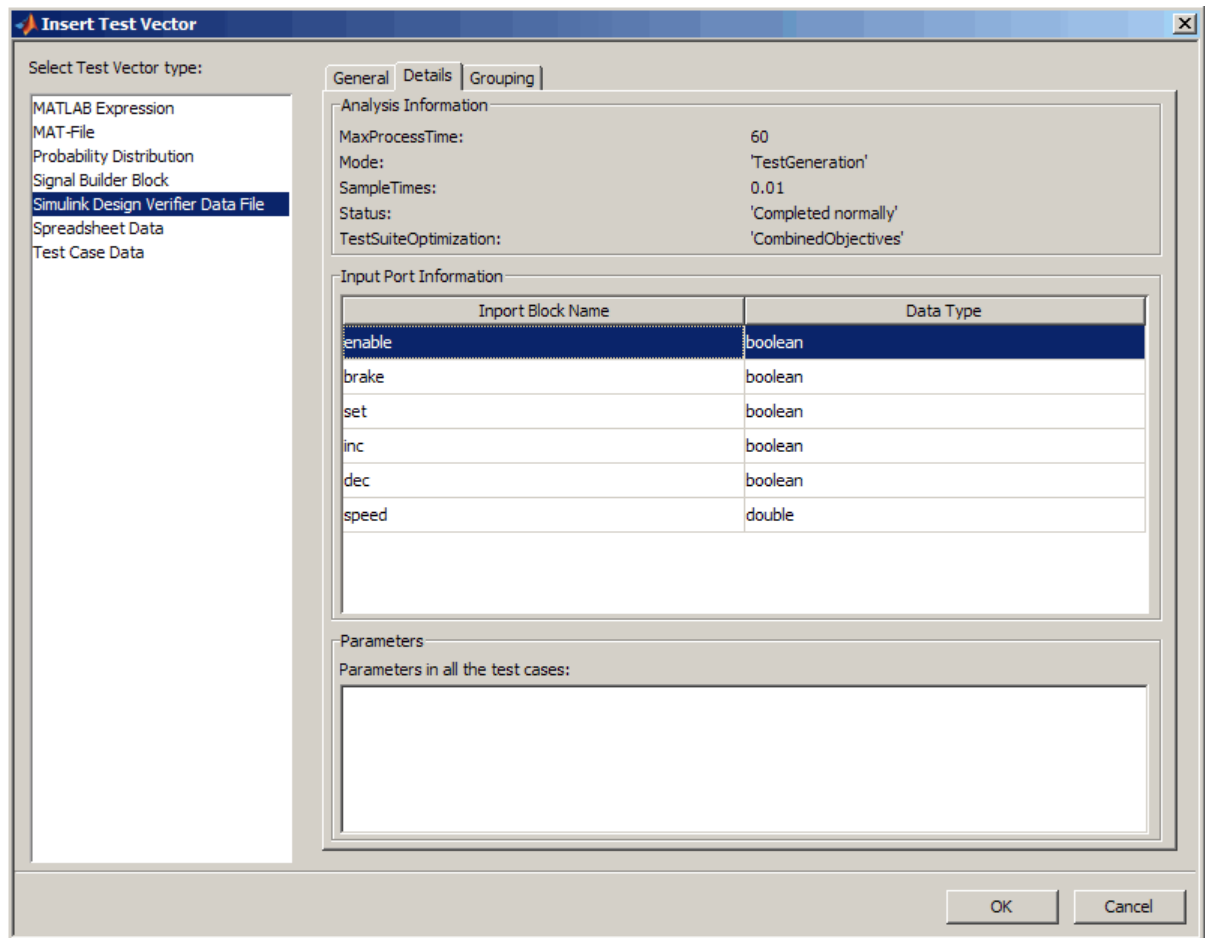 Insert Test Vector
Select Test Vector type:
MATLAB Expression
MAT-File
Probability Distribution
Signal Builder Block
Simulink Design Verifier Data File
Spreadsheet Data
Test Case Data
General Details Grouping
Analysis Information
MaxProcessTime: 60
Mode: 'TestGeneration'
SampleTimes: 0.01
Status: 'Completed normally'
TestSuiteOptimization: 'CombinedObjectives'
Input Port Information
Inport Block Name Data Type
enable boolean
brake boolean
set boolean
inc boolean
dec boolean
speed double
Parameters
Parameters in all the test cases:
OK Cancel